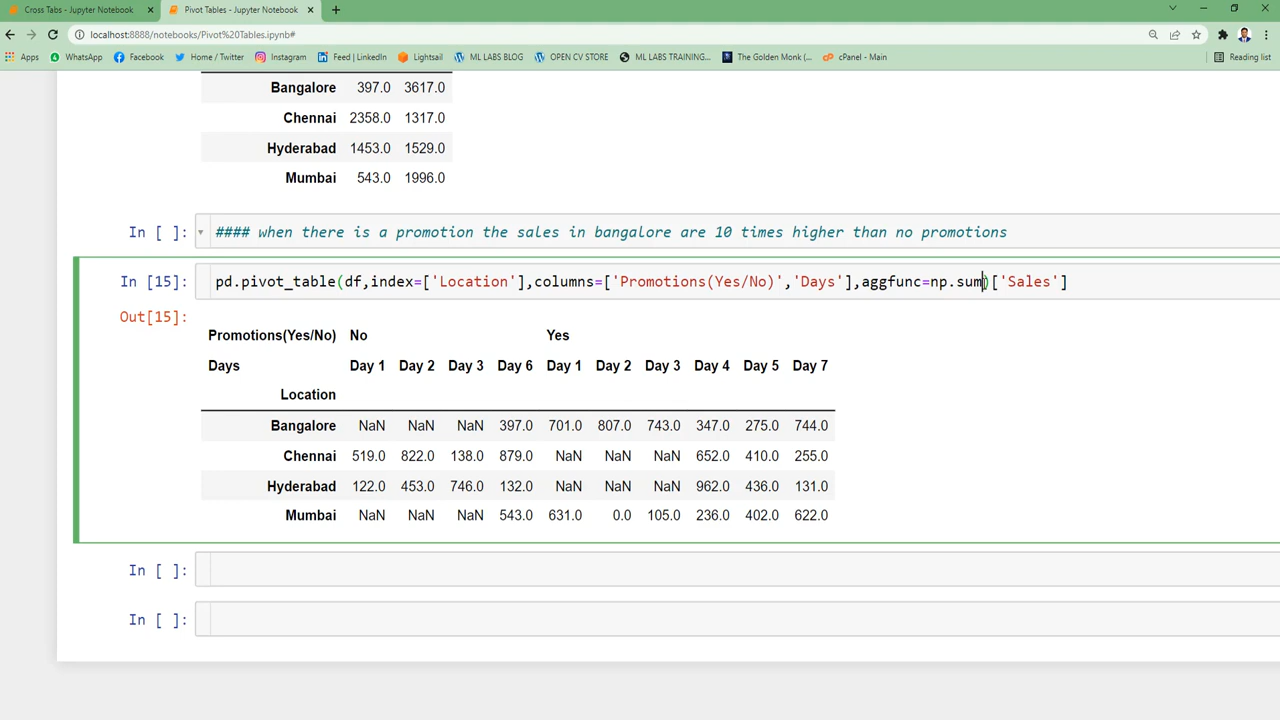 Cross Tabs - Jupyter Notebook Pivot Tables - Jupyter Notebook
localhost:8888/notebooks/Pivot%20Tables.ipynb#
Apps WhatsApp Facebook Home / Twitter Instagram Feed | LinkedIn Lightsail ML LABS BLOG OPEN CV STORE ML LABS TRAINING... The Golden Monk (... cPanel - Main Reading list
Bangalore 397.0 3617.0
Chennai 2358.0 1317.0
Hyderabad 1453.0 1529.0
Mumbai 543.0 1996.0
In [ ]: #### when there is a promotion the sales in bangalore are 10 times higher than no promotions
In [15]: pd.pivot_table(df,index=['Location'],columns=['Promotions(Yes/No)','Days'],aggfunc=np.sum)['Sales']
Out[15]:
Promotions(Yes/No) No Yes
Days Day 1 Day 2 Day 3 Day 6 Day 1 Day 2 Day 3 Day 4 Day 5 Day 7
Location
Bangalore NaN NaN NaN 397.0 701.0 807.0 743.0 347.0 275.0 744.0
Chennai 519.0 822.0 138.0 879.0 NaN NaN NaN 652.0 410.0 255.0
Hyderabad 122.0 453.0 746.0 132.0 NaN NaN NaN 962.0 436.0 131.0
Mumbai NaN NaN NaN 543.0 631.0 0.0 105.0 236.0 402.0 622.0
In [ ]:
In [ ]: